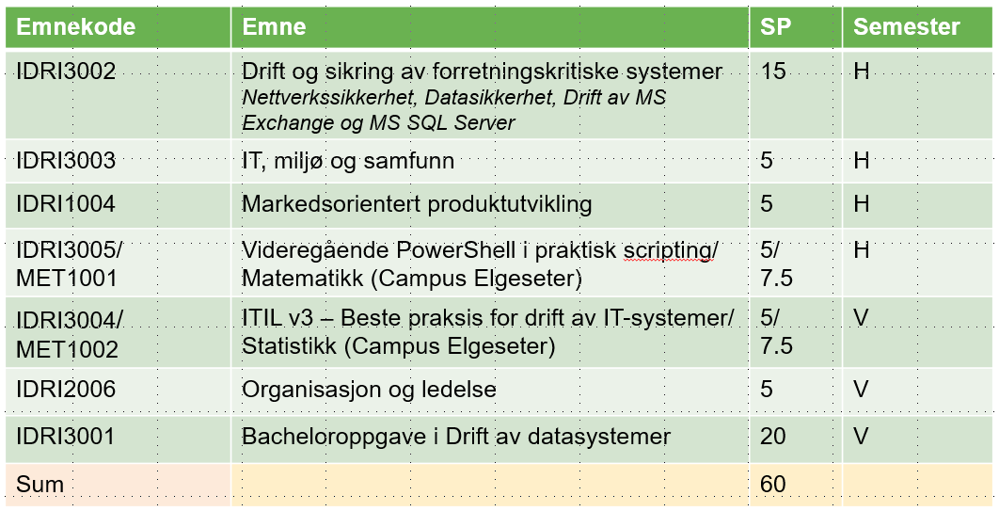 Emnekode Emne SP Semester
IDRI3002 Drift og sikring av forretningskritiske systemer 15 H
Nettverkssikkerhet, Datasikkerhet, Drift av MS
Exchange og MS SQL Server
IDRI3003 IT, miljø og samfunn 5 H
IDRI1004 Markedsorientert produktutvikling 5 H
IDRI3005/ Videregående PowerShell i praktisk scripting/ 5/ H
MET1001 Matematikk (Campus Elgeseter) 7.5
IDRI3004/ ITIL v3 – Beste praksis for drift av IT-systemer/ 5/ V
MET1002 Statistikk (Campus Elgeseter) 7.5
IDRI2006 Organisasjon og ledelse 5 V
IDRI3001 Bacheloroppgave i Drift av datasystemer 20 V
Sum 60